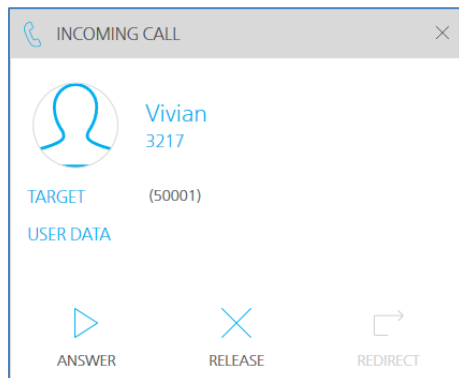 INCOMING CALL
Vivian
3217
TARGET (50001)
USER DATA
ANSWER RELEASE REDIRECT